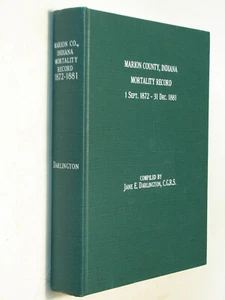 MARION CO.,
INDIANA
MORTALITY
RECORD
1872-1881
DARLINGTON
MARION COUNTY, INDIANA
MORTALITY RECORD
1 SEPT. 1872 - 31 DEC. 1881
COMPILED BY
JANE E. DARLINGTON, C.G.R.S.